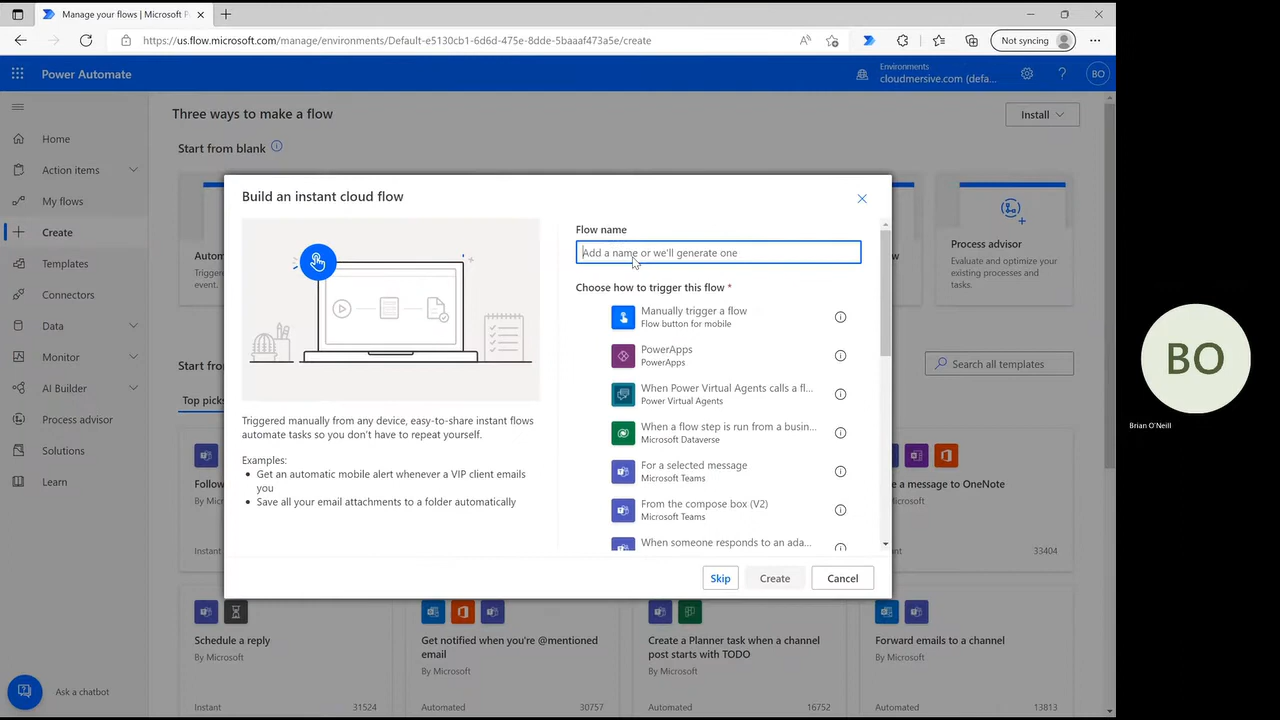 Manage your flows | Microsoft P
https://us.flow.microsoft.com/manage/environments/Default-e5130cb1-6d6d-475e-8dde-5baaaf473a5e/create
Not syncing
Power Automate
Environments
cloudmersive.com (defa...
BO
Home
Action items
My flows
Create
Templates
Connectors
Data
Monitor
AI Builder
Process advisor
Solutions
Learn
Ask a chatbot
Three ways to make a flow
Install
Start from blank
Autom
Triggered
event.
Process advisor
Evaluate and optimize your
existing processes and
tasks.
Start from
Search all templates
Top picks
Follow
By Microsoft
Instant
e a message to OneNote
33404
Schedule a reply
By Microsoft
Instant
31524
Get notified when you're @mentioned
email
By Microsoft
Automated
30757
Create a Planner task when a channel
post starts with TODO
By Microsoft
Automated
16752
Forward emails to a channel
By Microsoft
Automated
13813
Build an instant cloud flow
Triggered manually from any device, easy-to-share instant flows
automate tasks so you don't have to repeat yourself.
Examples:
Get an automatic mobile alert whenever a VIP client emails
you
Save all your email attachments to a folder automatically
Flow name
Add a name or we'll generate one
Choose how to trigger this flow *
Manually trigger a flow
Flow button for mobile
PowerApps
PowerApps
When Power Virtual Agents calls a fl...
Power Virtual Agents
When a flow step is run from a busin...
Microsoft Dataverse
For a selected message
Microsoft Teams
From the compose box (V2)
Microsoft Teams
When someone responds to an ada...
Skip
Create
Cancel
BO
Brian O'Neill